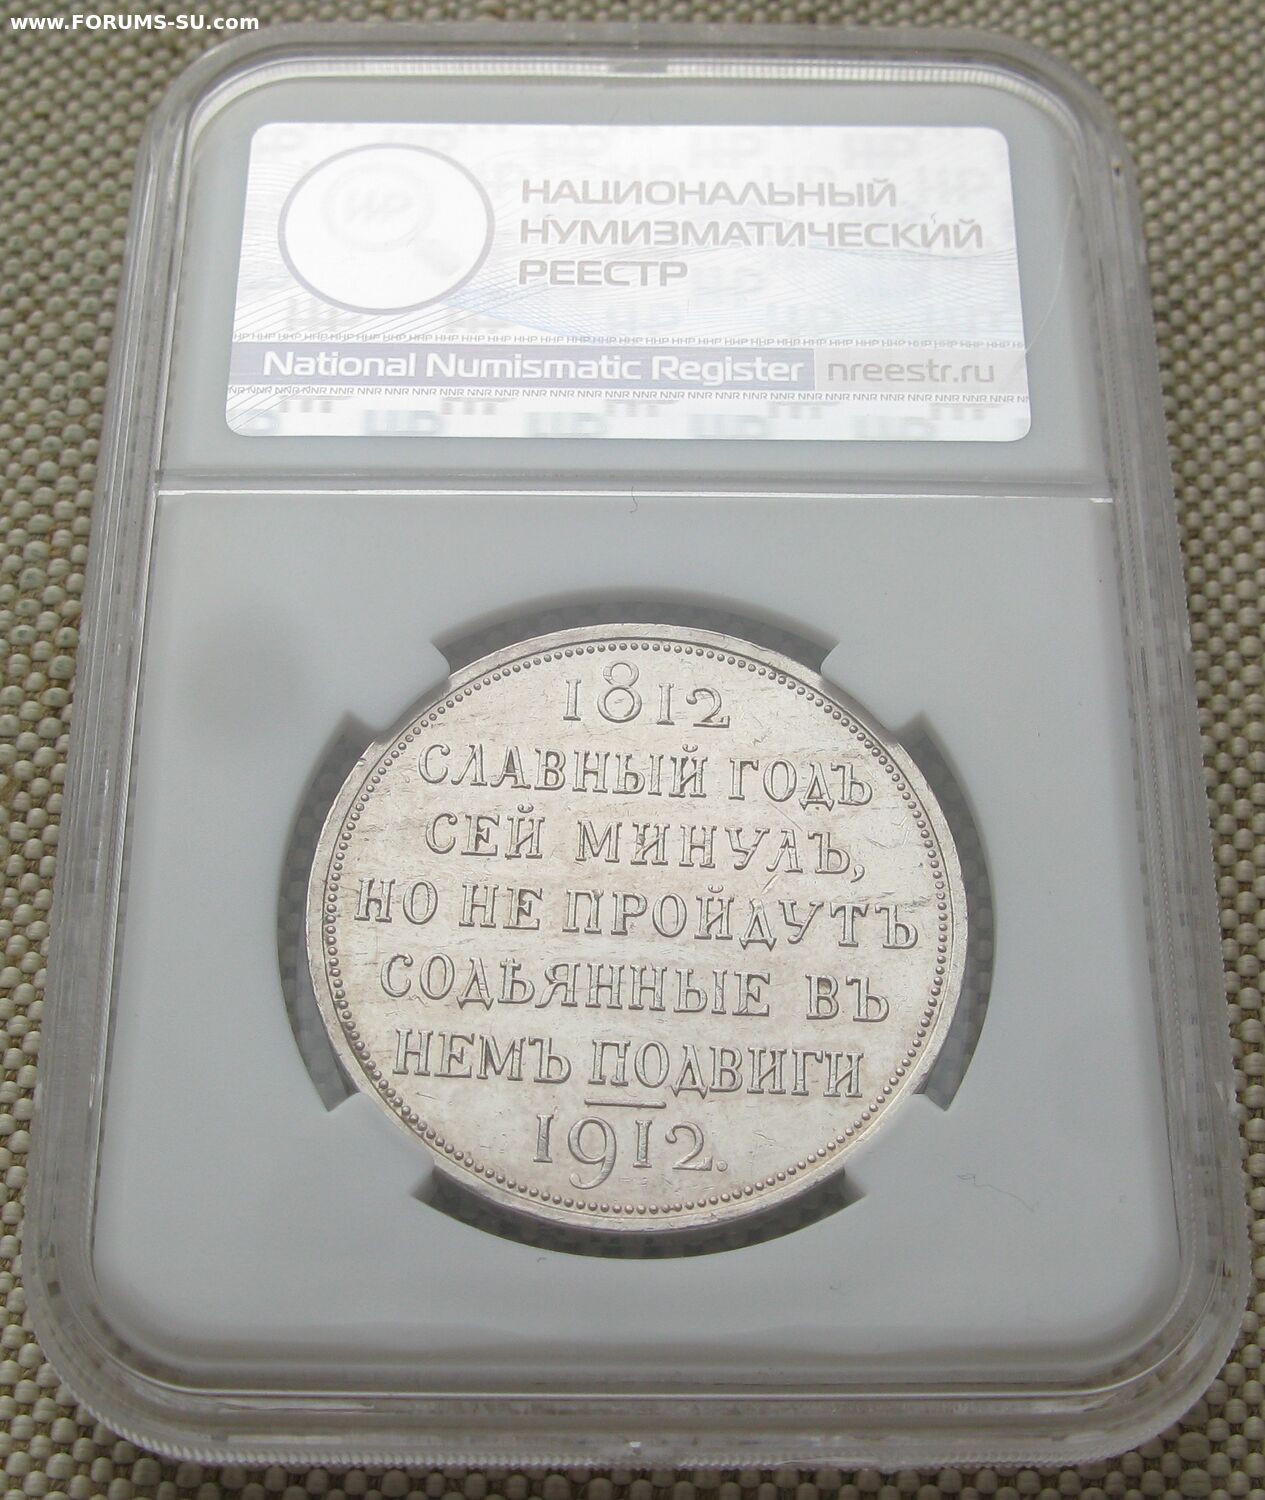 www.FORUMS-SU.com
НАЦИОНАЛЬНЫЙ
НУМИЗМАТИЧЕСКИЙ
РЕЕСТР
National Numismatic Register nreestr.ru
1812
СЛАВНЫЙ ГОДЪ
СЕЙ МИНУЛЪ,
НО НЕ ПРОЙДУТЪ
СОДѢЯННЫЕ ВЪ
НЕМЪ ПОДВИГИ
1912.